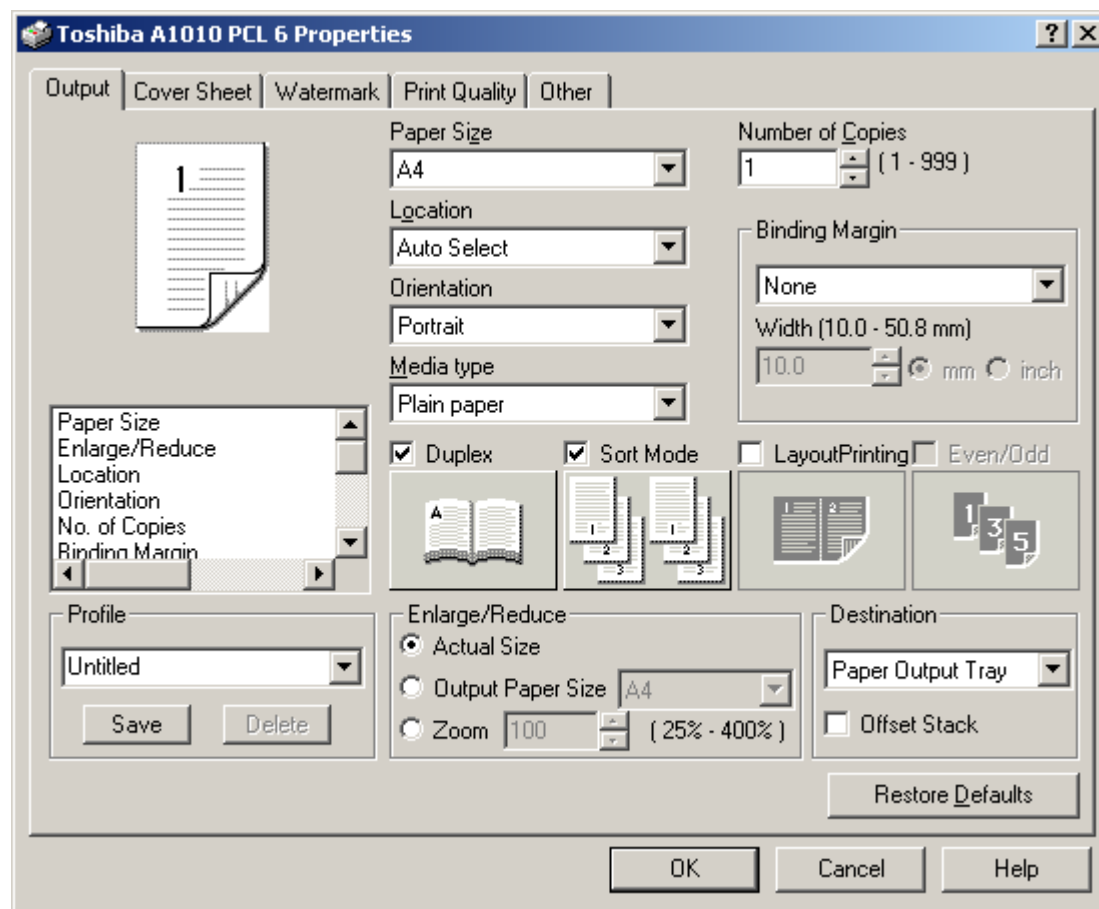 Toshiba A1010 PCL 6 Properties
Output
Cover Sheet
Watermark
Print Quality
Other
1
Paper Size
A4
Location
Auto Select
Orientation
Portrait
Media type
Plain paper
Number of Copies
1
( 1 - 999 )
Binding Margin
None
Width (10.0 - 50.8 mm)
10.0
mm
inch
Paper Size
Enlarge/Reduce
Location
Orientation
No. of Copies
Binding Margin
Duplex
Sort Mode
LayoutPrinting
Even/Odd
A
1
2
3
1
2
3
1
2
1
3
5
Profile
Untitled
Save
Delete
Enlarge/Reduce
Actual Size
Output Paper Size
A4
Zoom
100
( 25% - 400% )
Destination
Paper Output Tray
Offset Stack
Restore Defaults
OK
Cancel
Help